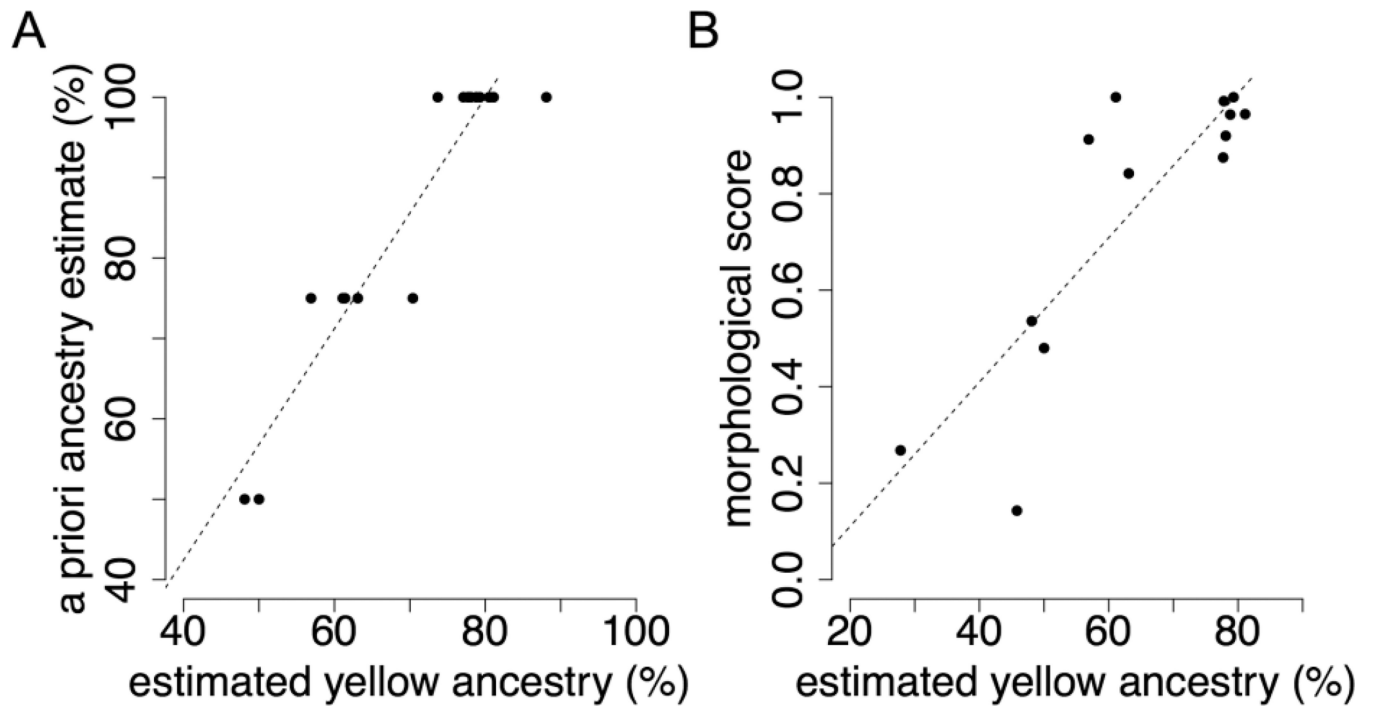 A
a priori ancestry estimate (%)
100
80
60
40
40 60 80 100
estimated yellow ancestry (%)
B
morphological score
1.0
0.8
0.6
0.4
0.2
0.0
20 40 60 80
estimated yellow ancestry (%)